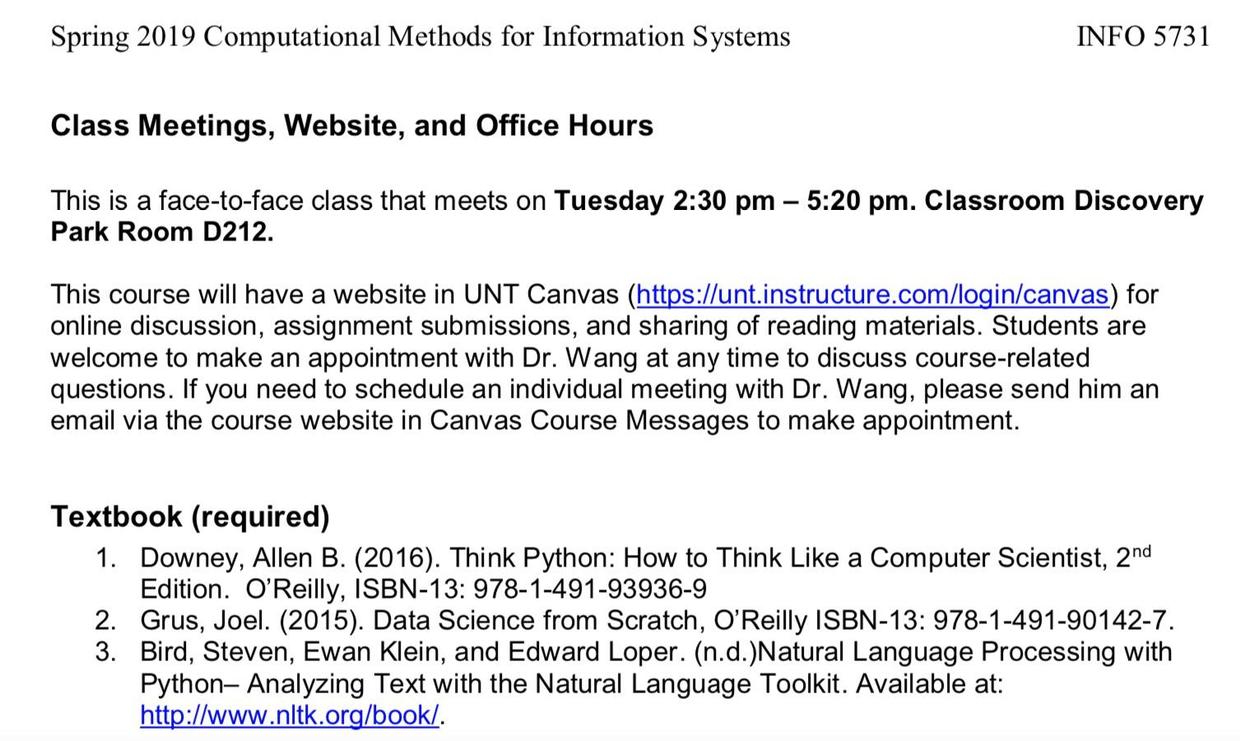 Spring 2019 Computational Methods for Information Systems INFO 5731
Class Meetings, Website, and Office Hours
This is a face-to-face class that meets on Tuesday 2:30 pm – 5:20 pm. Classroom Discovery
Park Room D212.
This course will have a website in UNT Canvas (https://unt.instructure.com/login/canvas) for
online discussion, assignment submissions, and sharing of reading materials. Students are
welcome to make an appointment with Dr. Wang at any time to discuss course-related
questions. If you need to schedule an individual meeting with Dr. Wang, please send him an
email via the course website in Canvas Course Messages to make appointment.
Textbook (required)
1. Downey, Allen B. (2016). Think Python: How to Think Like a Computer Scientist, 2nd
Edition. O’Reilly, ISBN-13: 978-1-491-93936-9
2. Grus, Joel. (2015). Data Science from Scratch, O’Reilly ISBN-13: 978-1-491-90142-7.
3. Bird, Steven, Ewan Klein, and Edward Loper. (n.d.)Natural Language Processing with
Python– Analyzing Text with the Natural Language Toolkit. Available at:
http://www.nltk.org/book/.